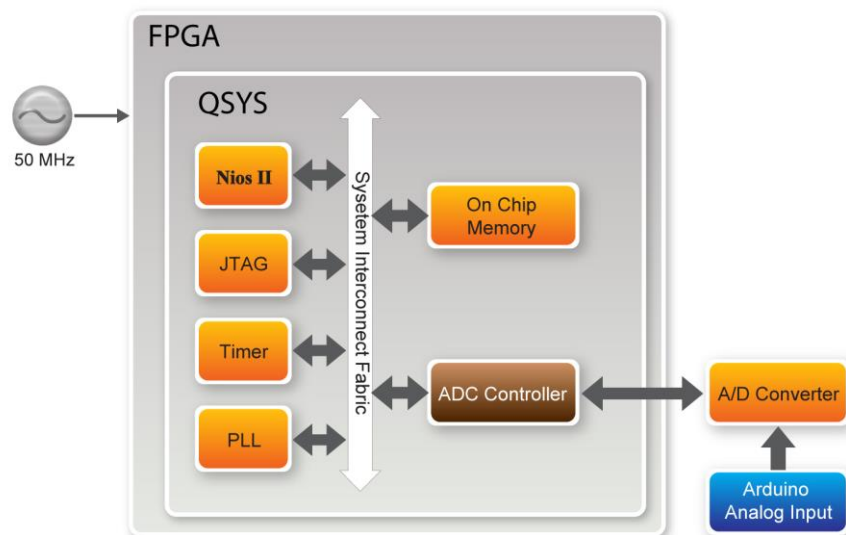 FPGA
QSYS
50 MHz
Nios II
JTAG
Timer
PLL
Sysetem Interconnect Fabric
On Chip
Memory
ADC Controller
A/D Converter
Arduino
Analog Input